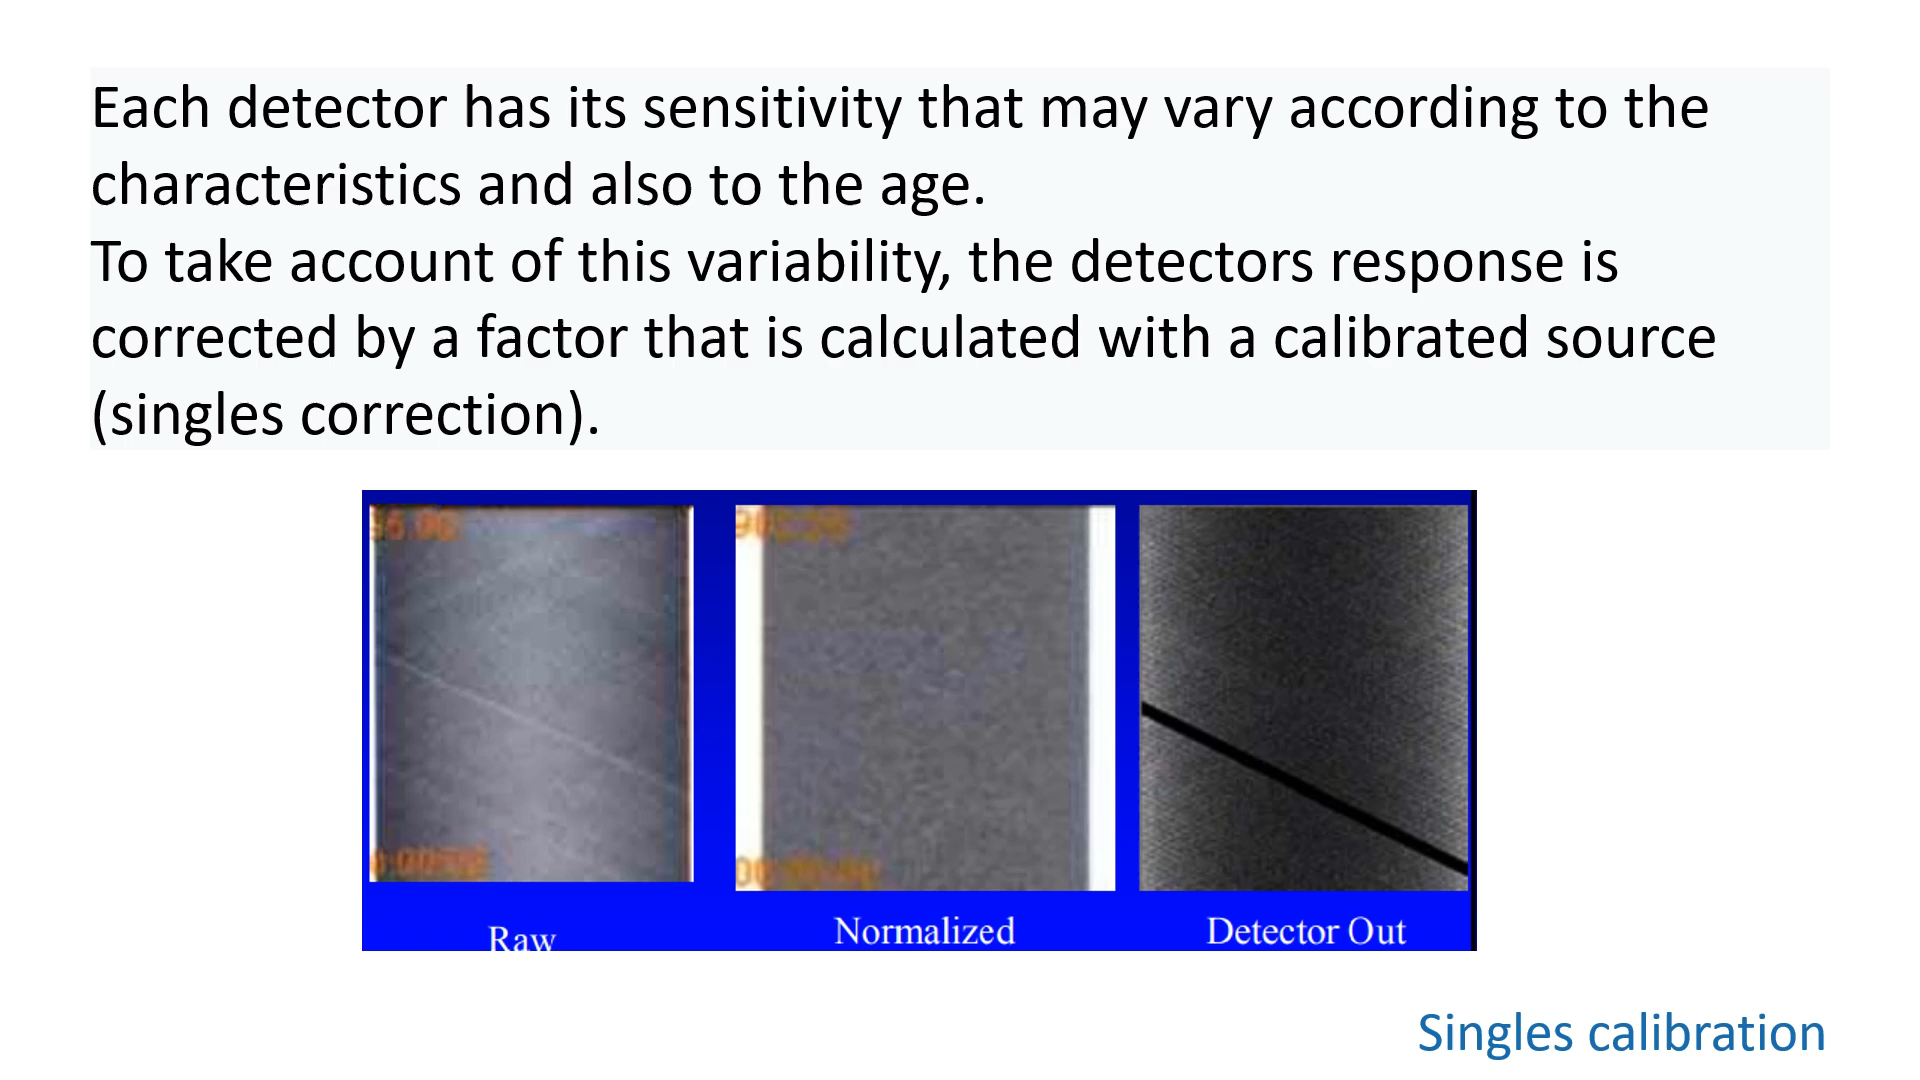 Each detector has its sensitivity that may vary according to the
characteristics and also to the age.
To take account of this variability, the detectors response is
corrected by a factor that is calculated with a calibrated source
(singles correction).
Raw
Normalized
Detector Out
Singles calibration